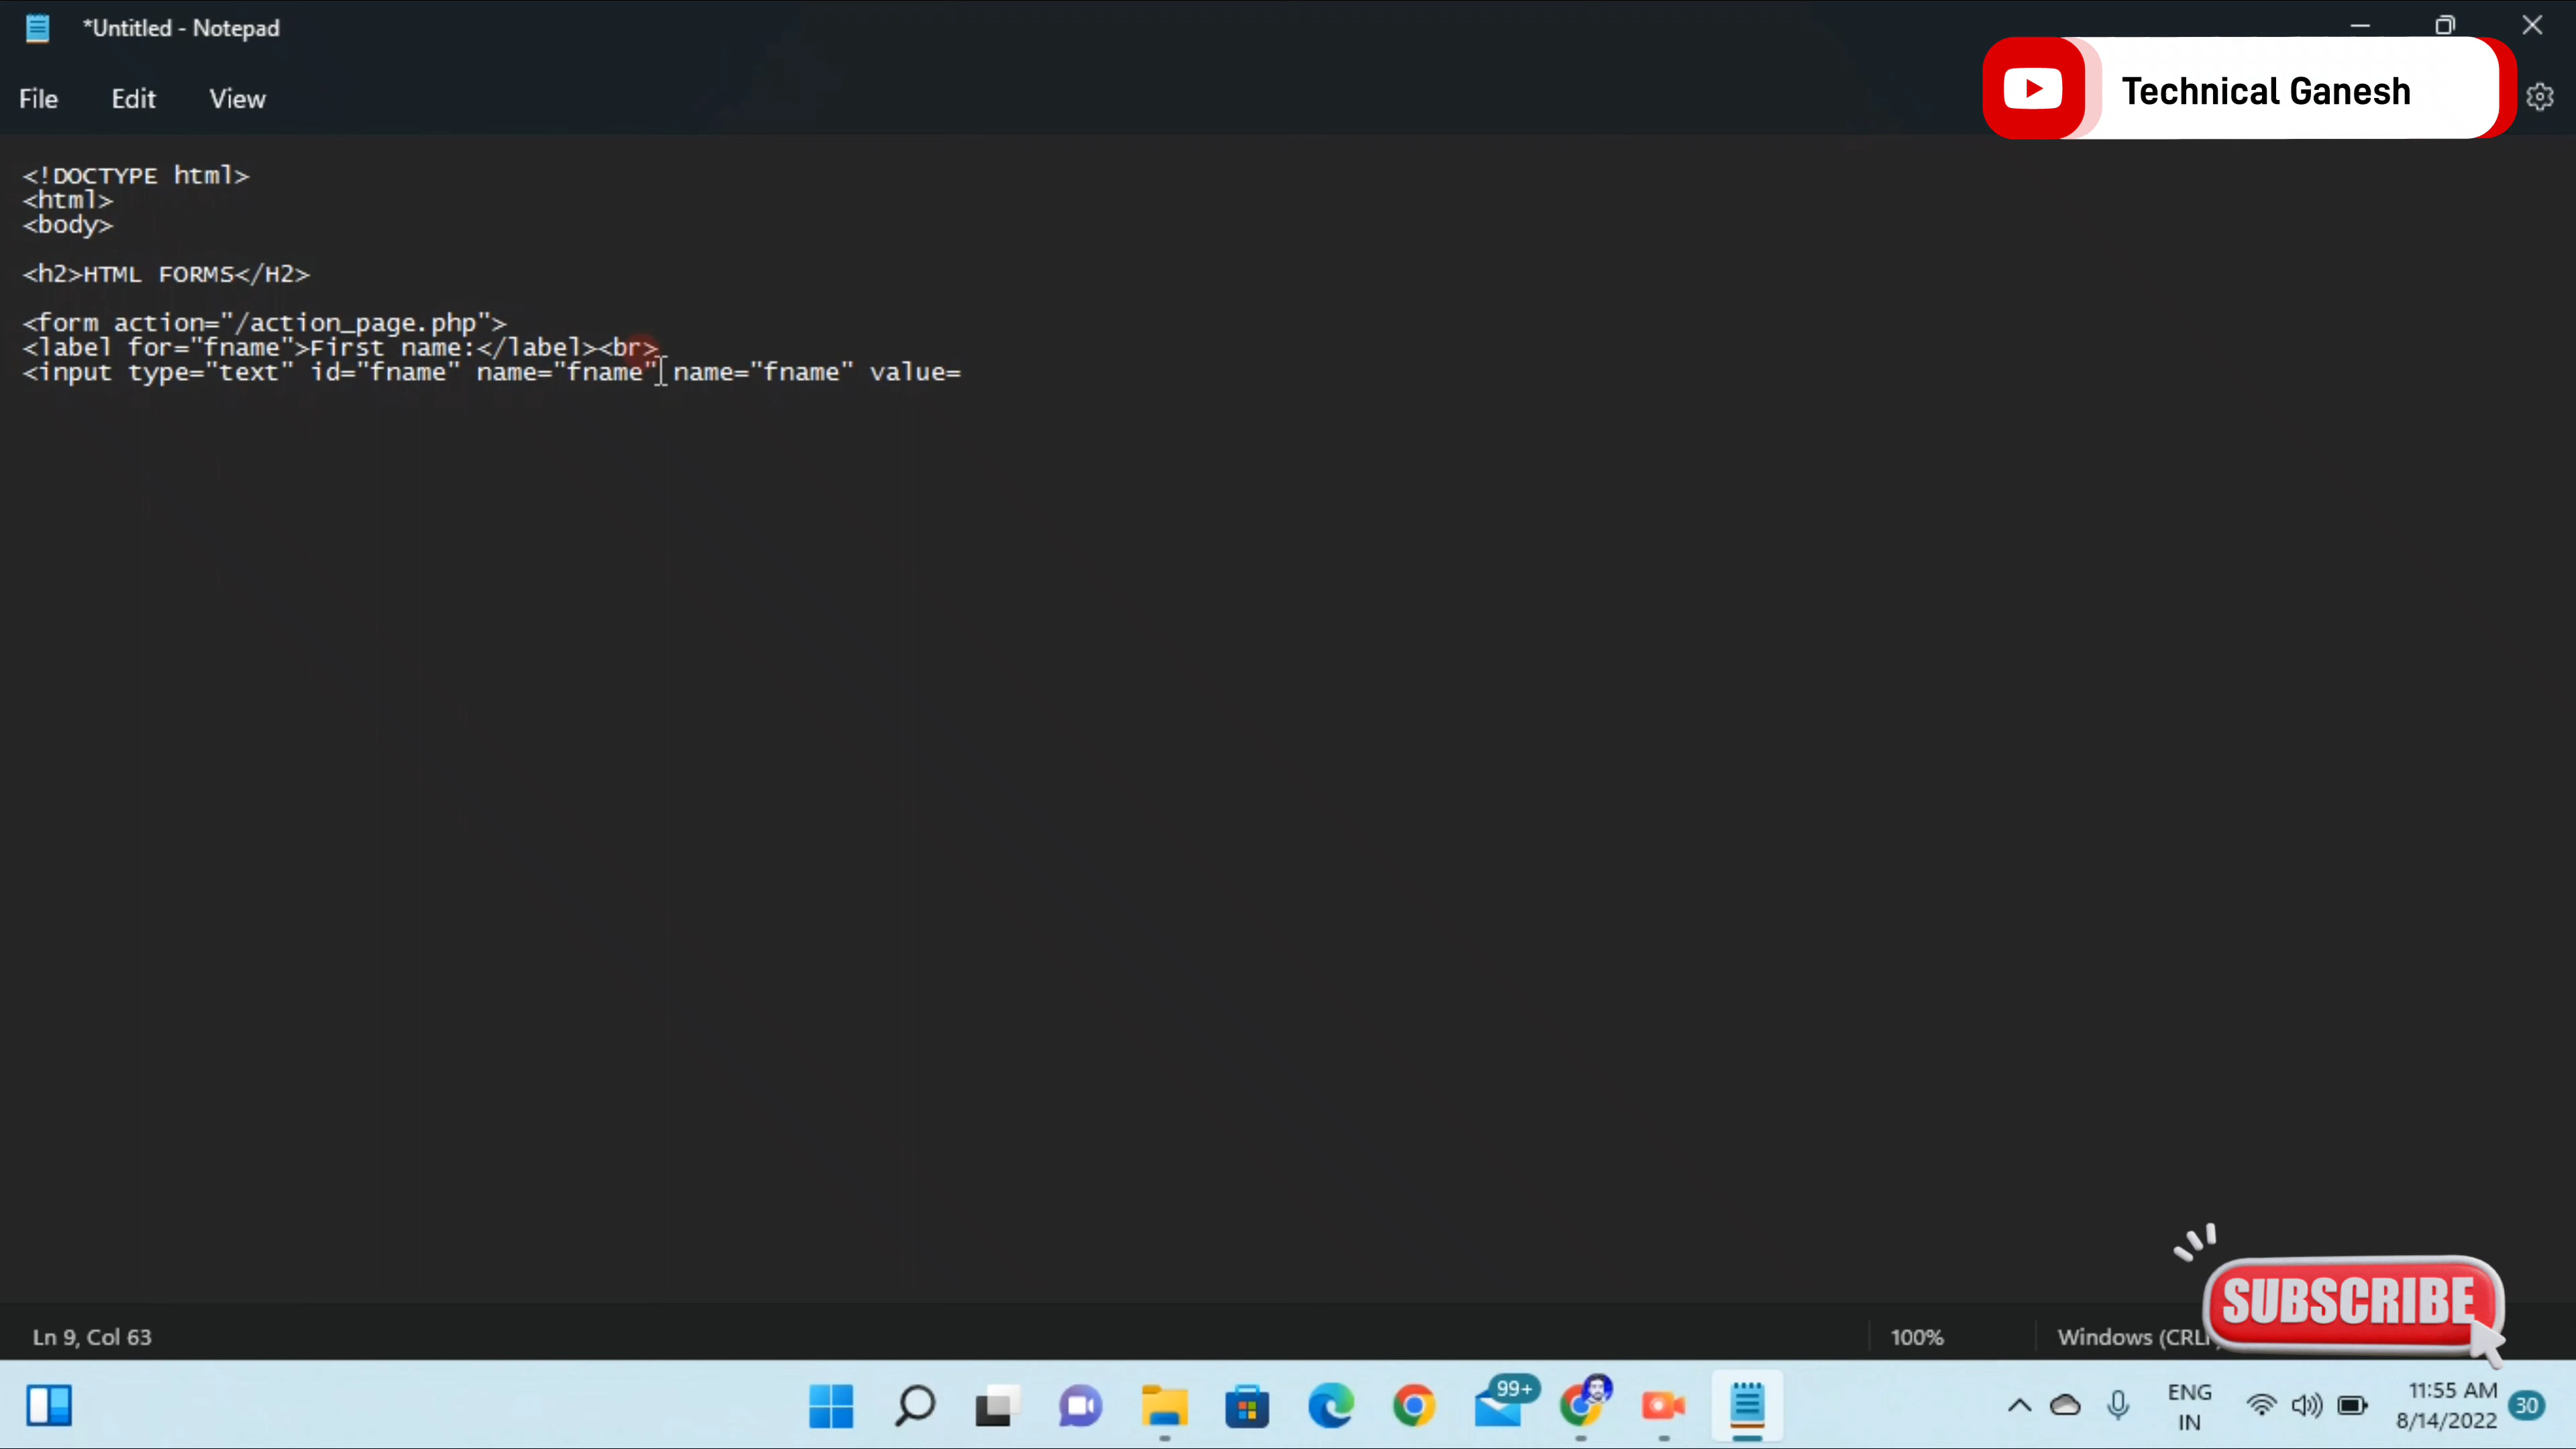 *Untitled - Notepad
Technical Ganesh
File Edit View
<!DOCTYPE html>
<html>
<body>
<h2>HTML FORMS</H2>
<form action="/action_page.php">
<label for="fname">First name:</label><br>
<input type="text" id="fname" name="fname" name="fname" value=
SUBSCRIBE
Ln 9, Col 63
100%
Windows (CRL
99+
ENG
IN
11:55 AM
8/14/2022
30